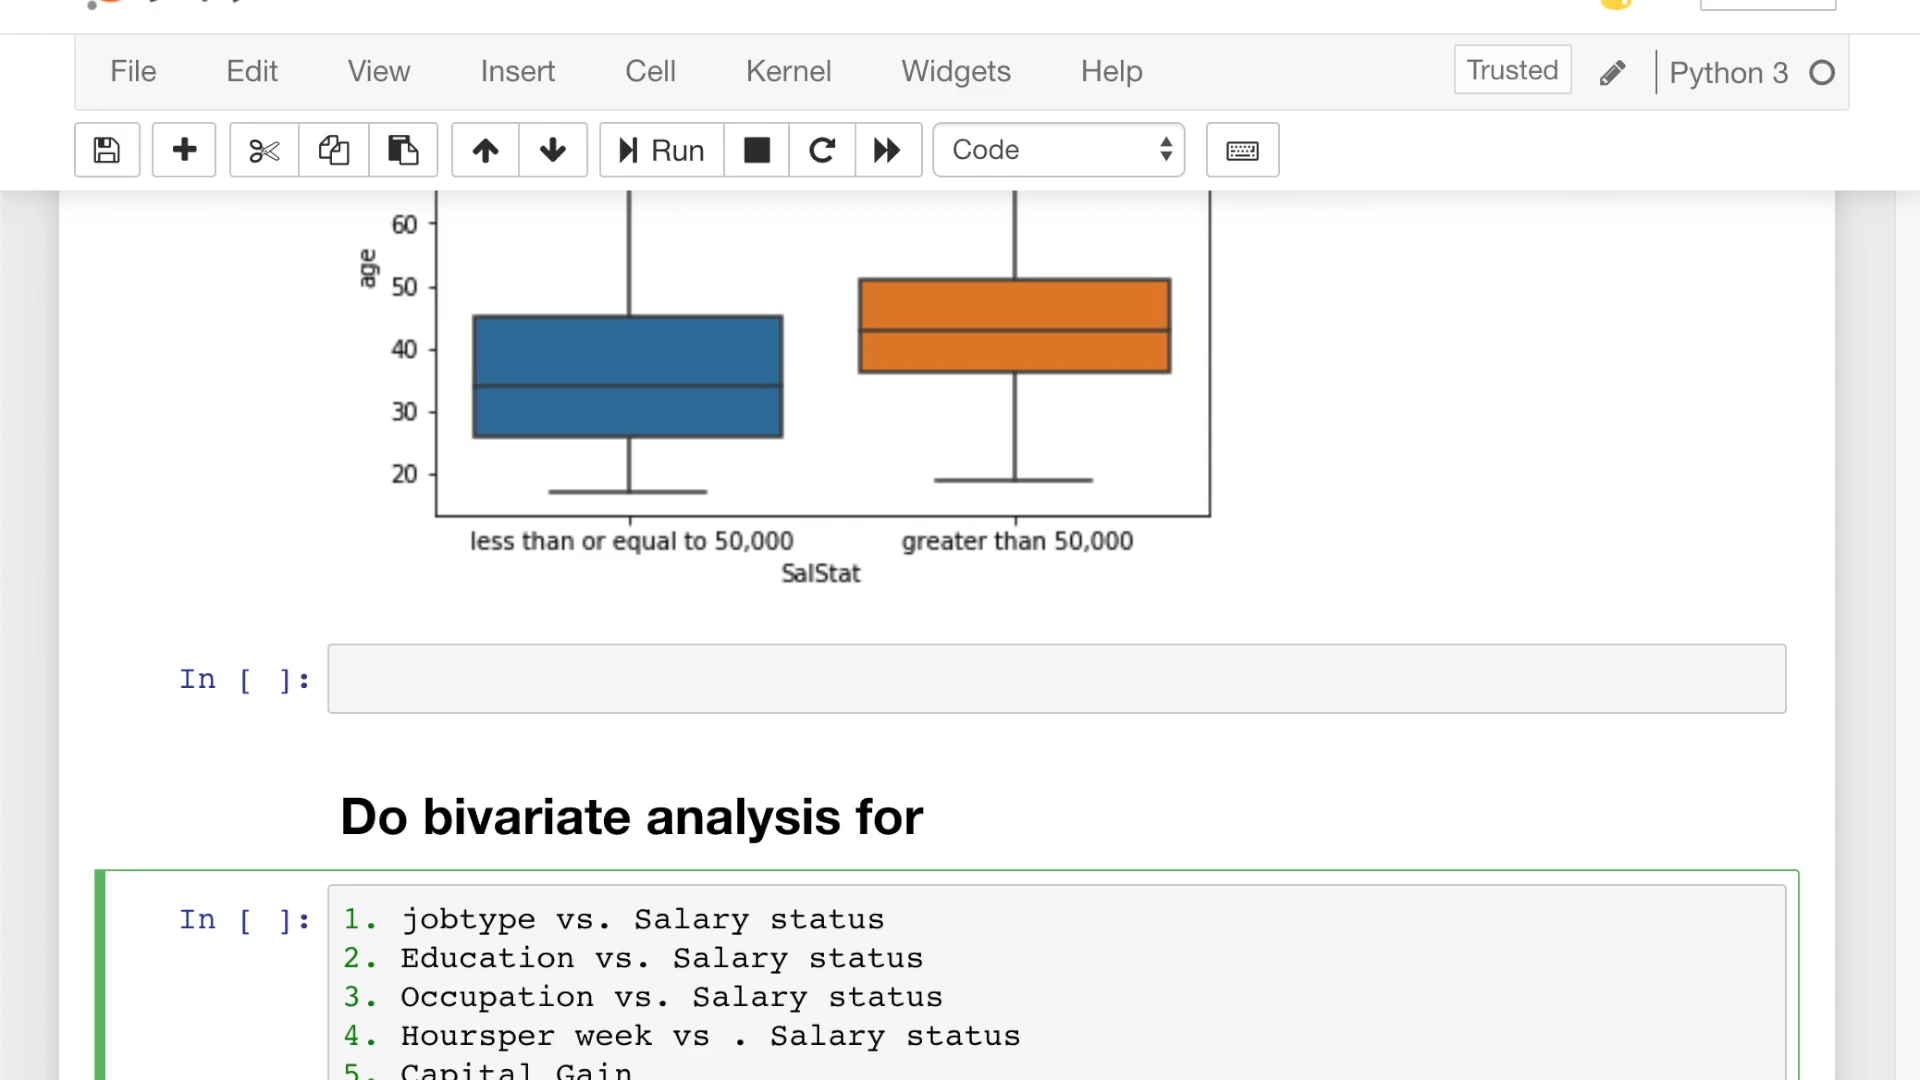 File Edit View Insert Cell Kernel Widgets Help Trusted Python 3
Run Code
60
age
50
40
30
20
less than or equal to 50,000 greater than 50,000
SalStat
In [ ]:
Do bivariate analysis for
In [ ]:
1. jobtype vs. Salary status
2. Education vs. Salary status
3. Occupation vs. Salary status
4. Hoursper week vs . Salary status
5. Capital Gain